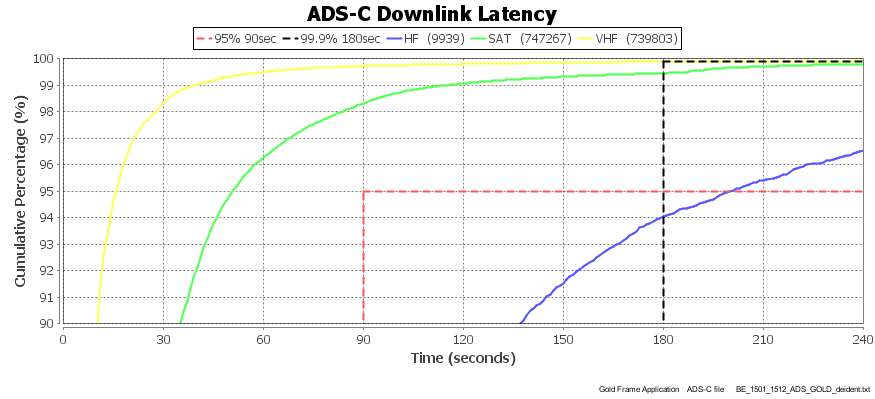 ADS-C Downlink Latency
95% 90sec 99.9% 180sec HF (9939) SAT (747267) VHF (739803)
Cumulative Percentage (%)
100
99
98
97
96
95
94
93
92
91
90
0 30 60 90 120 150 180 210 240
Time (seconds)
Gold Frame Application ADS-C file BE_1501_1512_ADS_GOLD_deident.txt